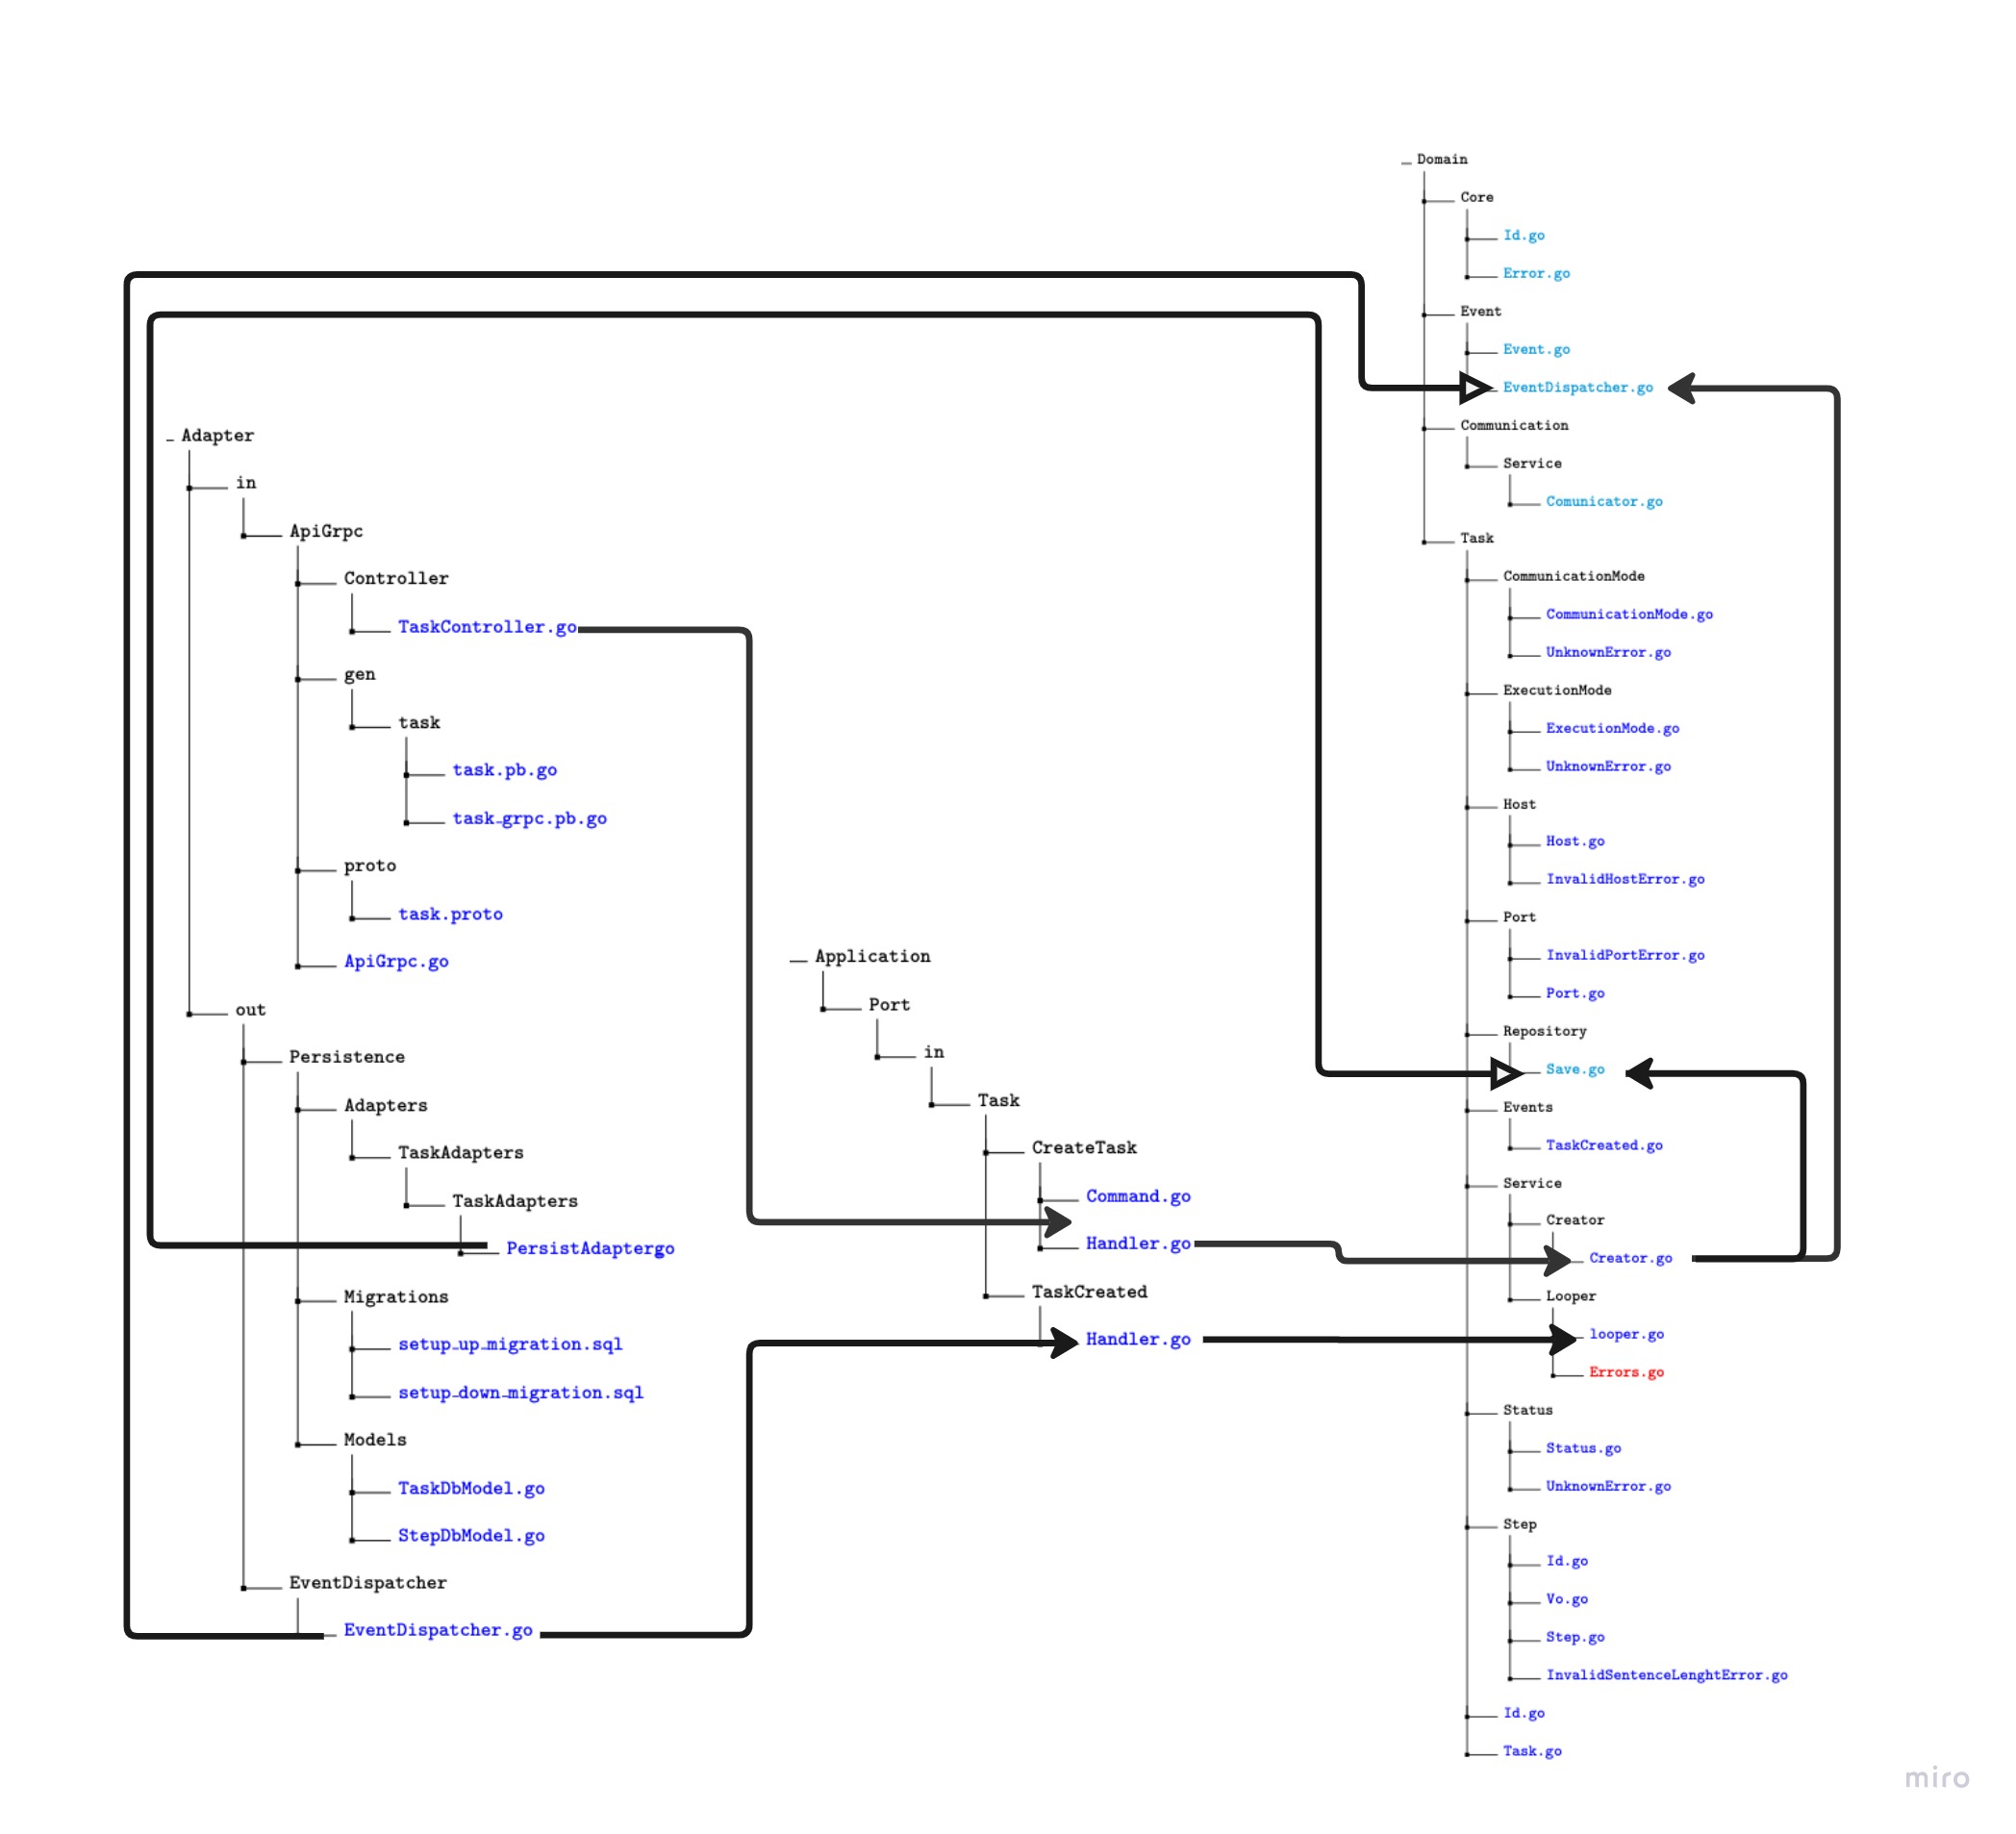 Adapter
in
ApiGrpc
Controller
TaskController.go
gen
task
task.pb.go
task_grpc.pb.go
proto
task.proto
ApiGrpc.go
out
Persistence
Adapters
TaskAdapters
TaskAdapters
PersistAdaptergo
Migrations
setup_up_migration.sql
setup_down_migration.sql
Models
TaskDbModel.go
StepDbModel.go
EventDispatcher
EventDispatcher.go
Application
Port
in
Task
CreateTask
Command.go
Handler.go
TaskCreated
Handler.go
Domain
Core
Id.go
Error.go
Event
Event.go
EventDispatcher.go
Communication
Service
Comunicator.go
Task
CommunicationMode
CommunicationMode.go
UnknownError.go
ExecutionMode
ExecutionMode.go
UnknownError.go
Host
Host.go
InvalidHostError.go
Port
InvalidPortError.go
Port.go
Repository
Save.go
Events
TaskCreated.go
Service
Creator
Creator.go
Looper
looper.go
Errors.go
Status
Status.go
UnknownError.go
Step
Id.go
Vo.go
Step.go
InvalidSentenceLenghtError.go
Id.go
Task.go
miro